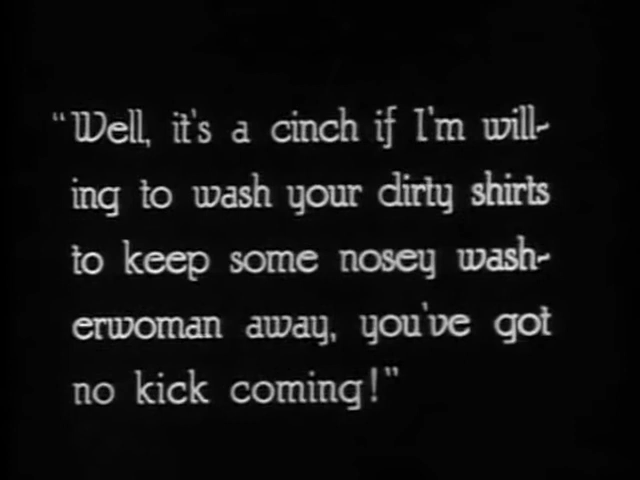 “Well, it's a cinch if I'm will-
ing to wash your dirty shirts
to keep some nosey wash-
erwoman away, you've got
no kick coming!”